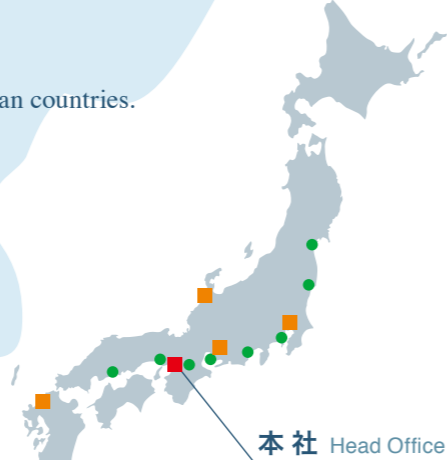 an countries.
本 社 Head Office